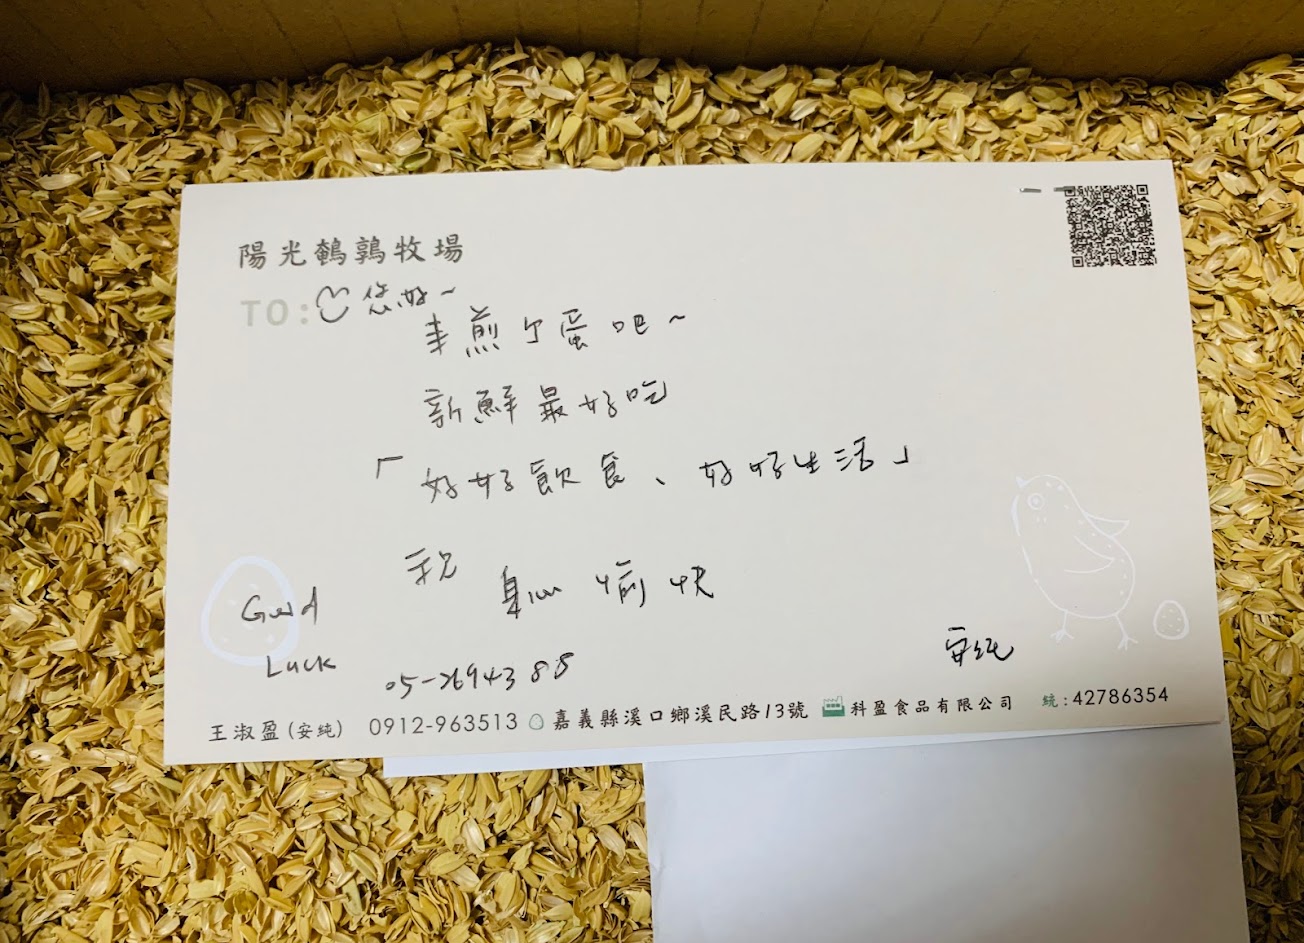 陽光鵪鶉牧場
TO: 您好~
來煎个蛋吧~
新鮮最好吃
「好好飲食、好好生活」
祝 身心愉快
Good
Luck
安純
05-2694388
王淑盈(安純) 0912-963513 嘉義縣溪口鄉溪民路13號 科盈食品有限公司 統:42786354